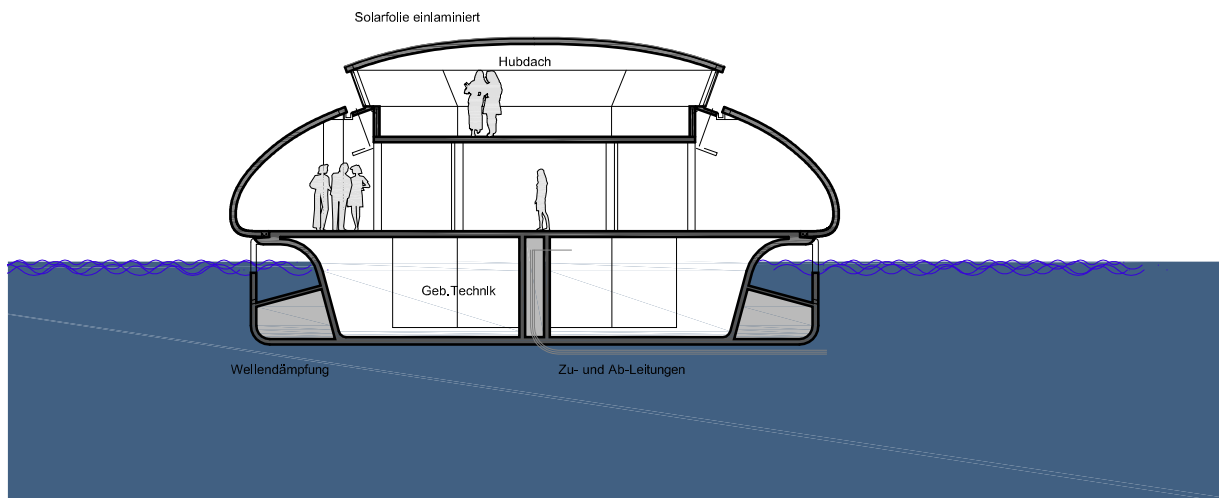 Solarfolie einlaminiert
Hubdach
Geb.Technik
Wellendämpfung
Zu- und Ab-Leitungen